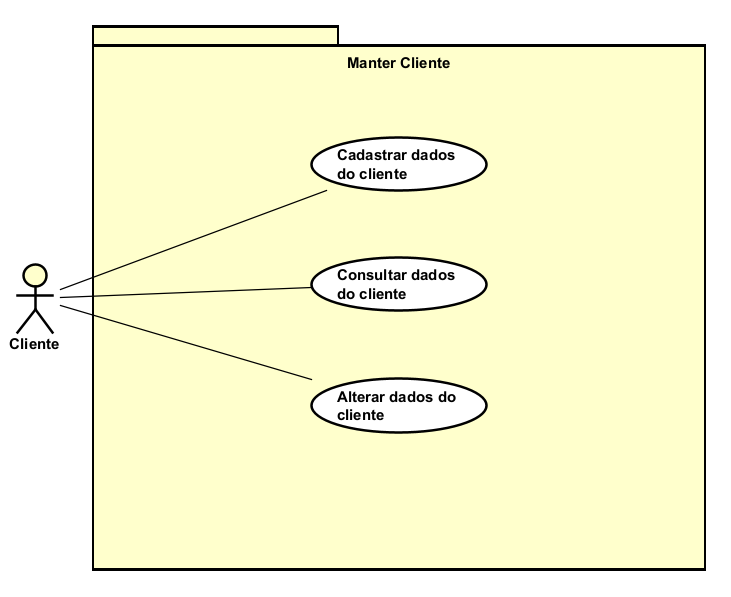 Manter Cliente
Cadastrar dados
do cliente
Consultar dados
do cliente
Cliente
Alterar dados do
cliente